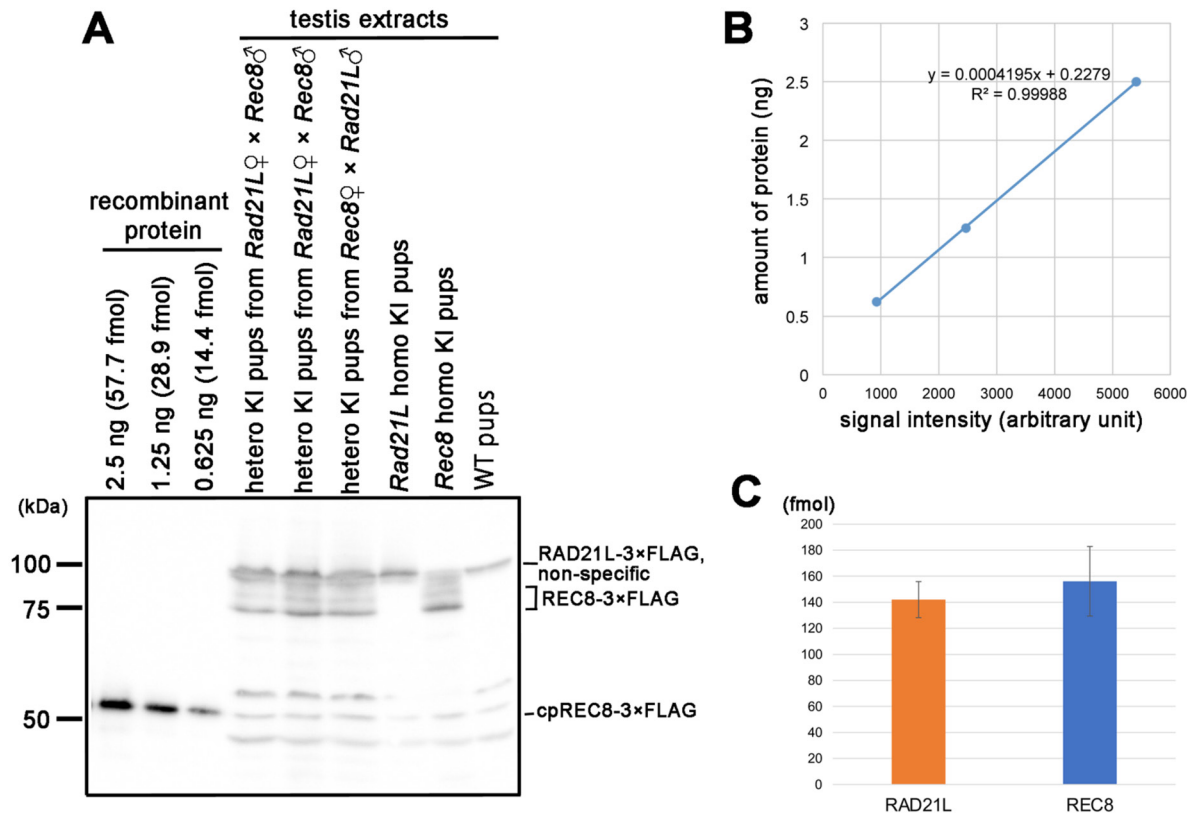 A
testis extracts
recombinant
protein
2.5 ng (57.7 fmol)
1.25 ng (28.9 fmol)
0.625 ng (14.4 fmol)
hetero KI pups from Rad21L♀ × Rec8♂
hetero KI pups from Rad21L♀ × Rec8♂
hetero KI pups from Rec8♀ × Rad21L♂
Rad21L homo KI pups
Rec8 homo KI pups
WT pups
(kDa)
100
75
50
RAD21L-3×FLAG,
non-specific
REC8-3×FLAG
cpREC8-3×FLAG
B
3
2.5
2
1.5
1
0.5
0
amount of protein (ng)
y = 0.0004195x + 0.2279
R² = 0.99988
0 1000 2000 3000 4000 5000 6000
signal intensity (arbitrary unit)
C
(fmol)
200
180
160
140
120
100
80
60
40
20
0
RAD21L REC8